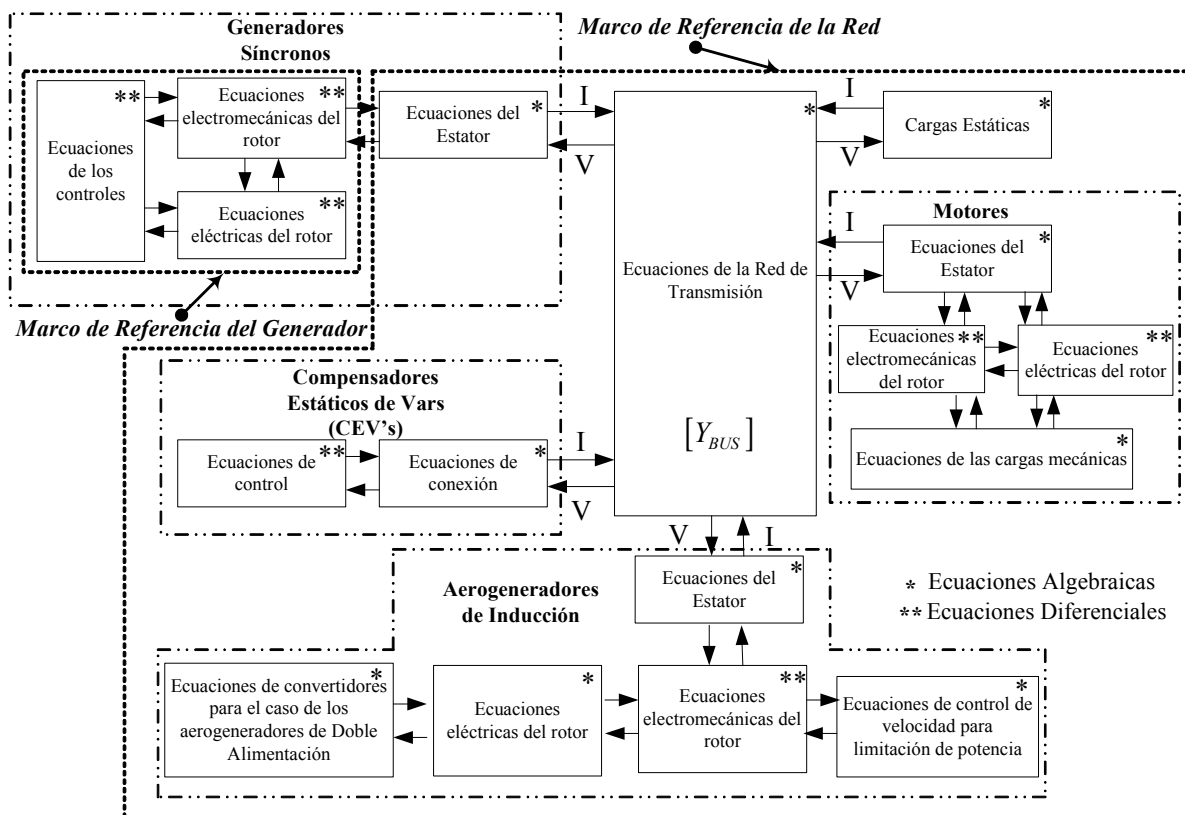 Generadores
Síncronos
Marco de Referencia de la Red
**
Ecuaciones
de los
controles
**
Ecuaciones
electromecánicas del
rotor
**
Ecuaciones
eléctricas del rotor
*
Ecuaciones del
Estator
I
V
Marco de Referencia del Generador
*
Ecuaciones de la Red de
Transmisión
[Y_BUS]
I
V
*
Cargas Estáticas
Motores
I
V
*
Ecuaciones del
Estator
**
Ecuaciones
electromecánicas
del rotor
**
Ecuaciones
eléctricas del rotor
*
Ecuaciones de las cargas mecánicas
Compensadores
Estáticos de Vars
(CEV's)
**
Ecuaciones de
control
*
Ecuaciones de
conexión
I
V
V
I
Aerogeneradores
de Inducción
*
Ecuaciones del
Estator
* Ecuaciones Algebraicas
** Ecuaciones Diferenciales
*
Ecuaciones de convertidores
para el caso de los
aerogeneradores de Doble
Alimentación
*
Ecuaciones
eléctricas del rotor
**
Ecuaciones
electromecánicas del
rotor
*
Ecuaciones de control de
velocidad para
limitación de potencia